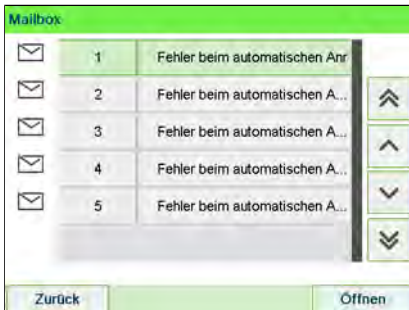 Mailbox
1 Fehler beim automatischen Anr
2 Fehler beim automatischen A...
3 Fehler beim automatischen A...
4 Fehler beim automatischen A...
5 Fehler beim automatischen A...
Zurück Öffnen